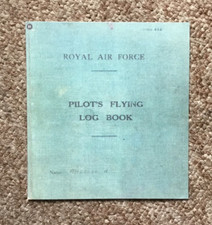 ROYAL AIR FORCE
PILOT'S FLYING
LOG BOOK